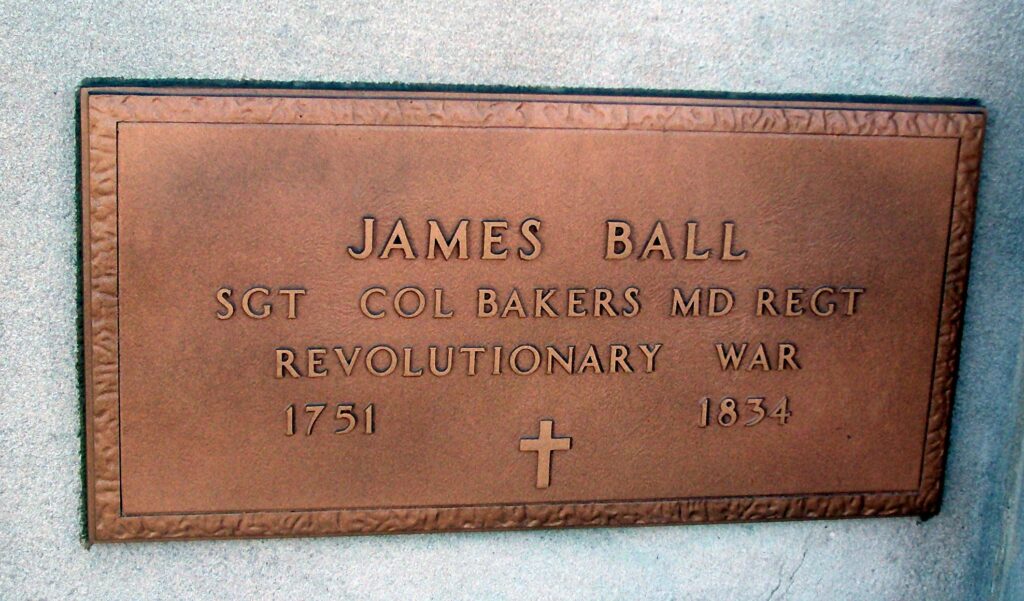 JAMES BALL
SGT COL BAKERS MD REGT
REVOLUTIONARY WAR
1751 1834